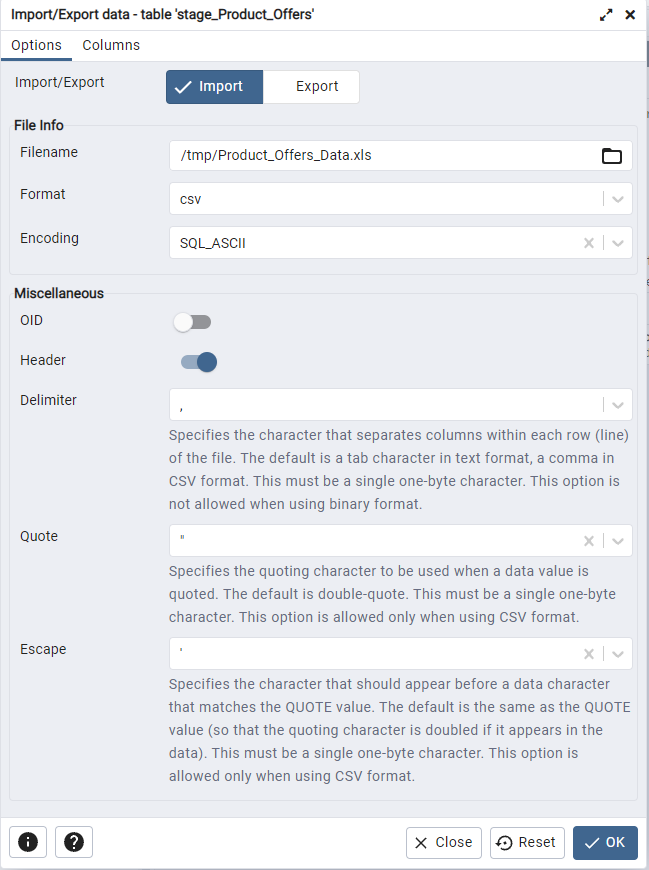 Import/Export data - table 'stage_Product_Offers'
Options Columns
Import/Export Import Export
File Info
Filename /tmp/Product_Offers_Data.xls
Format csv
Encoding SQL_ASCII
Miscellaneous
OID
Header
Delimiter ,
Specifies the character that separates columns within each row (line)
of the file. The default is a tab character in text format, a comma in
CSV format. This must be a single one-byte character. This option is
not allowed when using binary format.
Quote "
Specifies the quoting character to be used when a data value is
quoted. The default is double-quote. This must be a single one-byte
character. This option is allowed only when using CSV format.
Escape '
Specifies the character that should appear before a data character
that matches the QUOTE value. The default is the same as the QUOTE
value (so that the quoting character is doubled if it appears in the
data). This must be a single one-byte character. This option is
allowed only when using CSV format.
Close Reset OK